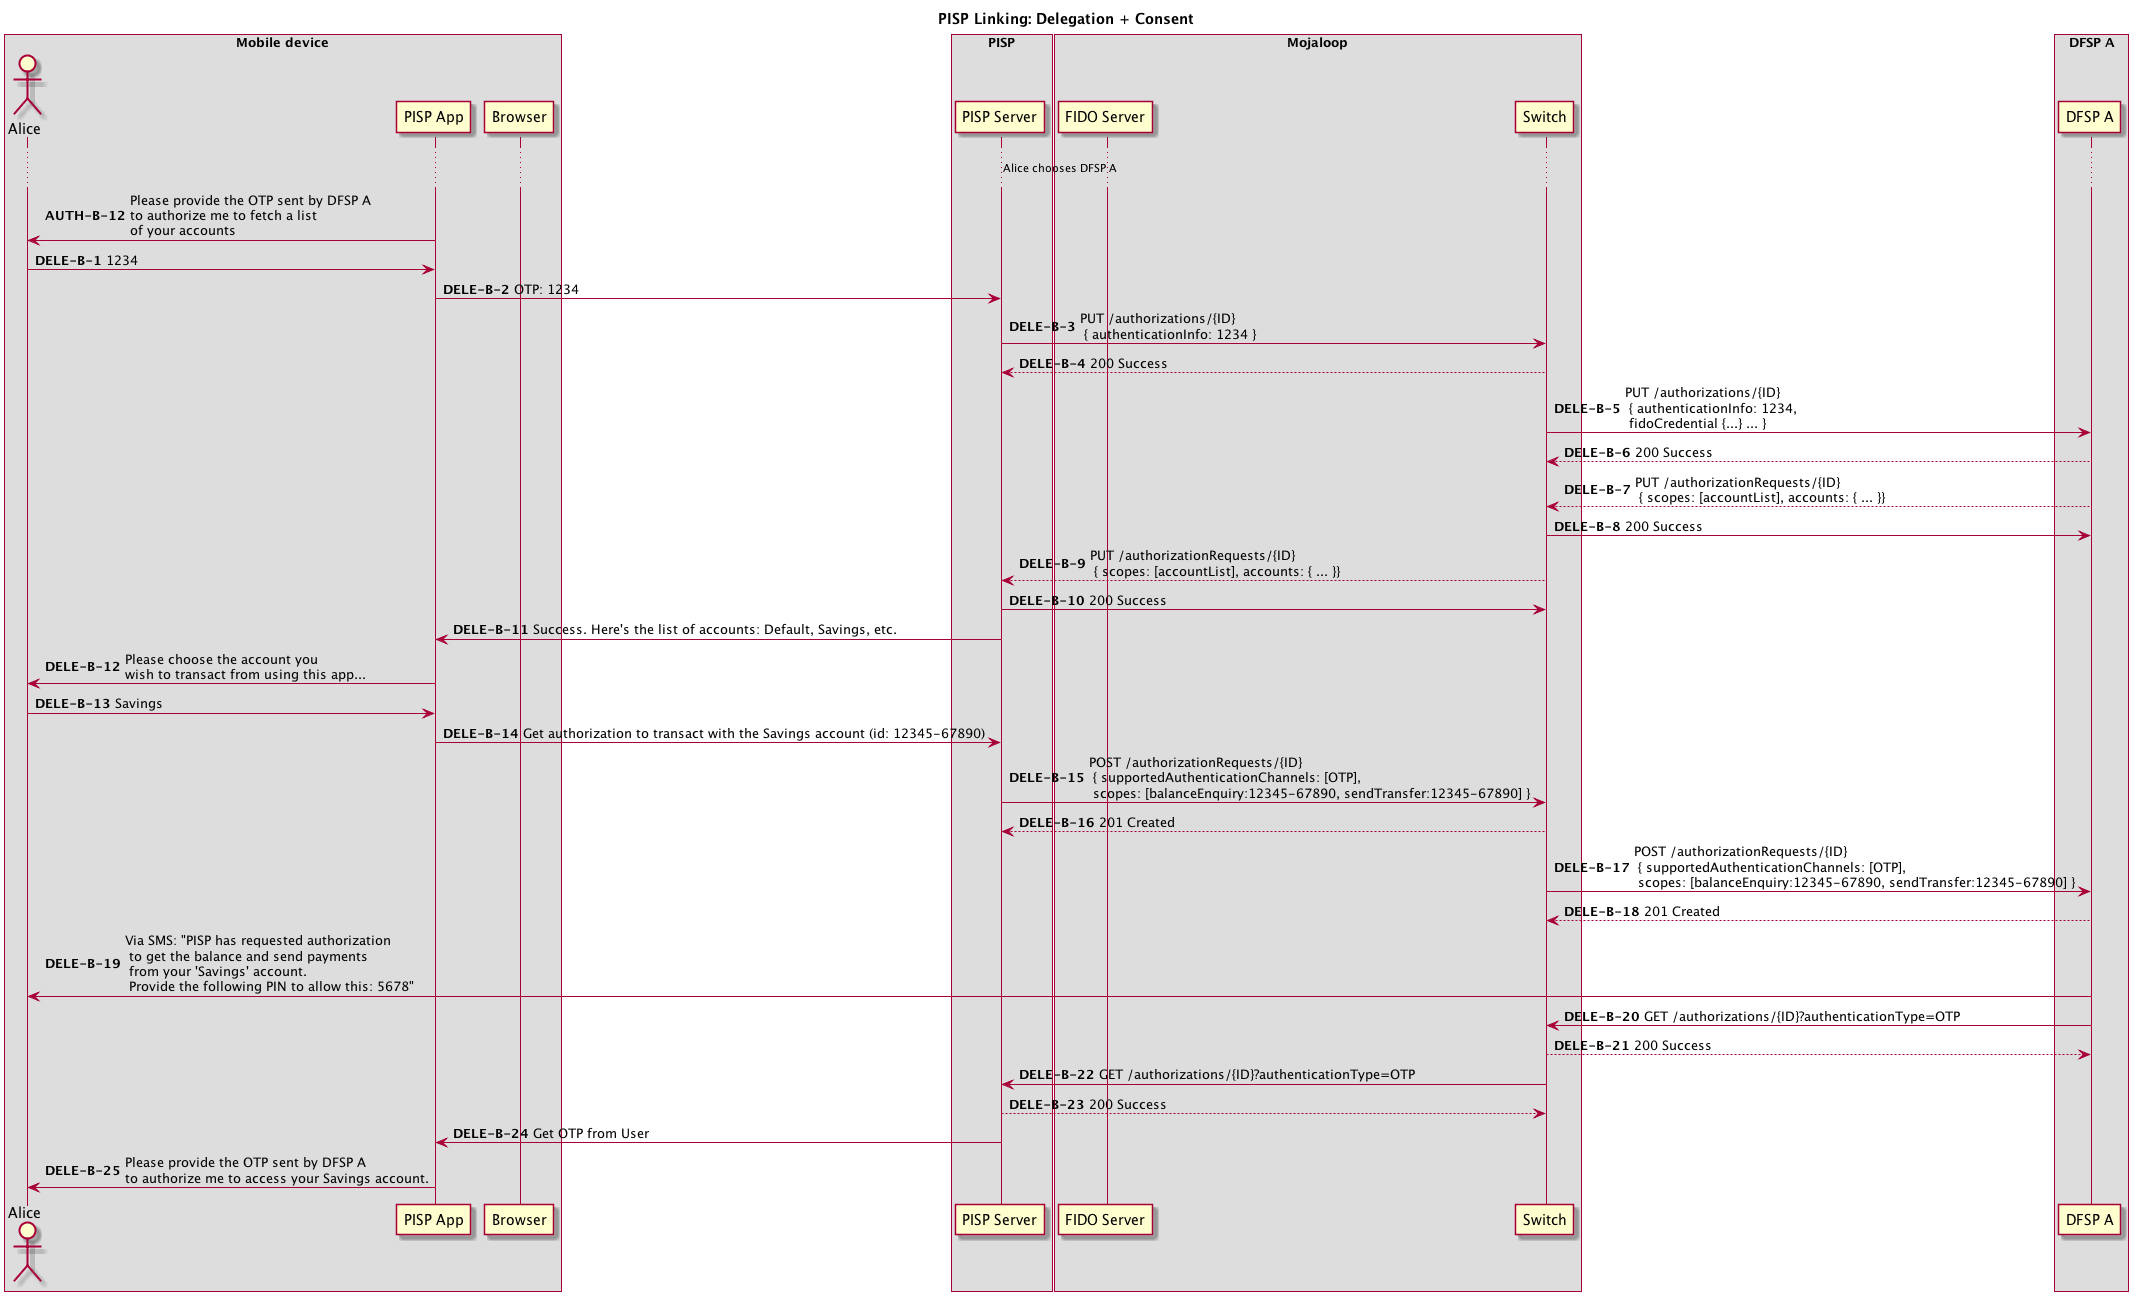 PISP Linking: Delegation + Consent
Mobile device
PISP
Mojaloop
DFSP A
Alice
PISP App
Browser
PISP Server
FIDO Server
Switch
DFSP A
Alice chooses DFSP A
AUTH-B-12 Please provide the OTP sent by DFSP A
to authorize me to fetch a list
of your accounts
DELE-B-1 1234
DELE-B-2 OTP: 1234
DELE-B-3 PUT /authorizations/{ID}
{ authenticationInfo: 1234 }
DELE-B-4 200 Success
DELE-B-5 PUT /authorizations/{ID}
{ authenticationInfo: 1234,
fidoCredential {...} ... }
DELE-B-6 200 Success
DELE-B-7 PUT /authorizationRequests/{ID}
{ scopes: [accountList], accounts: { ... }}
DELE-B-8 200 Success
DELE-B-9 PUT /authorizationRequests/{ID}
{ scopes: [accountList], accounts: { ... }}
DELE-B-10 200 Success
DELE-B-11 Success. Here's the list of accounts: Default, Savings, etc.
DELE-B-12 Please choose the account you
wish to transact from using this app...
DELE-B-13 Savings
DELE-B-14 Get authorization to transact with the Savings account (id: 12345-67890)
DELE-B-15 POST /authorizationRequests/{ID}
{ supportedAuthenticationChannels: [OTP],
scopes: [balanceEnquiry:12345-67890, sendTransfer:12345-67890] }
DELE-B-16 201 Created
DELE-B-17 POST /authorizationRequests/{ID}
{ supportedAuthenticationChannels: [OTP],
scopes: [balanceEnquiry:12345-67890, sendTransfer:12345-67890] }
DELE-B-18 201 Created
DELE-B-19 Via SMS: "PISP has requested authorization
to get the balance and send payments
from your 'Savings' account.
Provide the following PIN to allow this: 5678"
DELE-B-20 GET /authorizations/{ID}?authenticationType=OTP
DELE-B-21 200 Success
DELE-B-22 GET /authorizations/{ID}?authenticationType=OTP
DELE-B-23 200 Success
DELE-B-24 Get OTP from User
DELE-B-25 Please provide the OTP sent by DFSP A
to authorize me to access your Savings account.
Alice
PISP App
Browser
PISP Server
FIDO Server
Switch
DFSP A